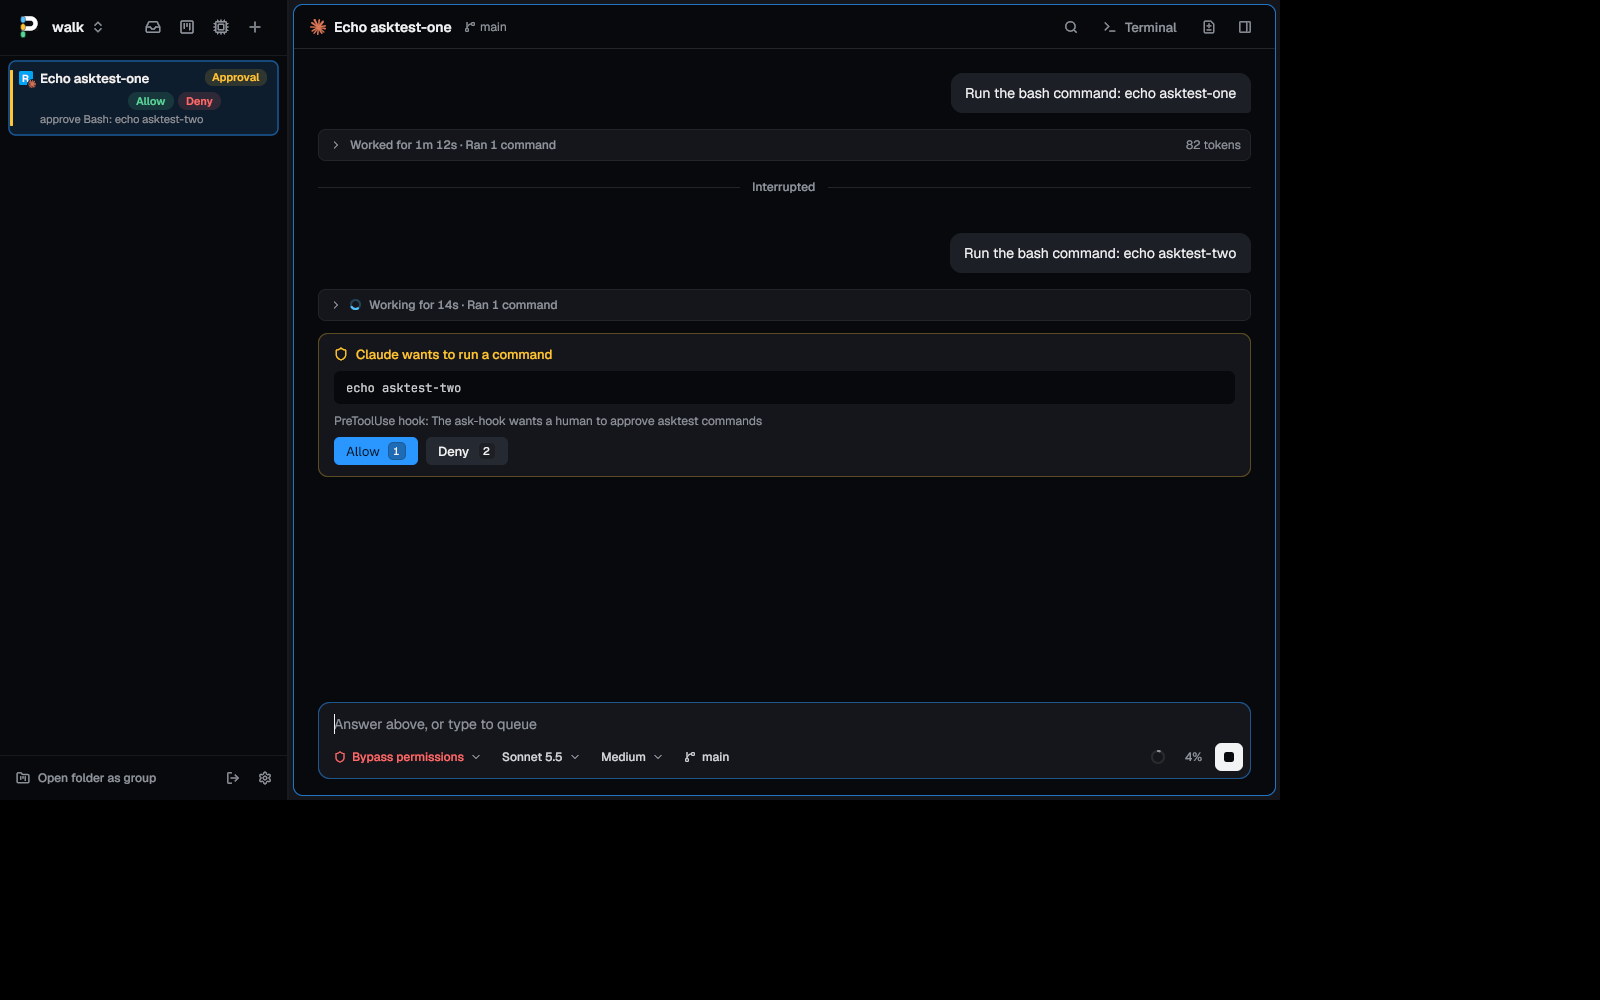 walk
Echo asktest-one
Approval
Allow Deny
approve Bash: echo asktest-two
Open folder as group
Echo asktest-one main
Terminal
Run the bash command: echo asktest-one
Worked for 1m 12s · Ran 1 command 82 tokens
Interrupted
Run the bash command: echo asktest-two
Working for 14s · Ran 1 command
Claude wants to run a command
echo asktest-two
PreToolUse hook: The ask-hook wants a human to approve asktest commands
Allow 1 Deny 2
Answer above, or type to queue
Bypass permissions Sonnet 5.5 Medium main 4%